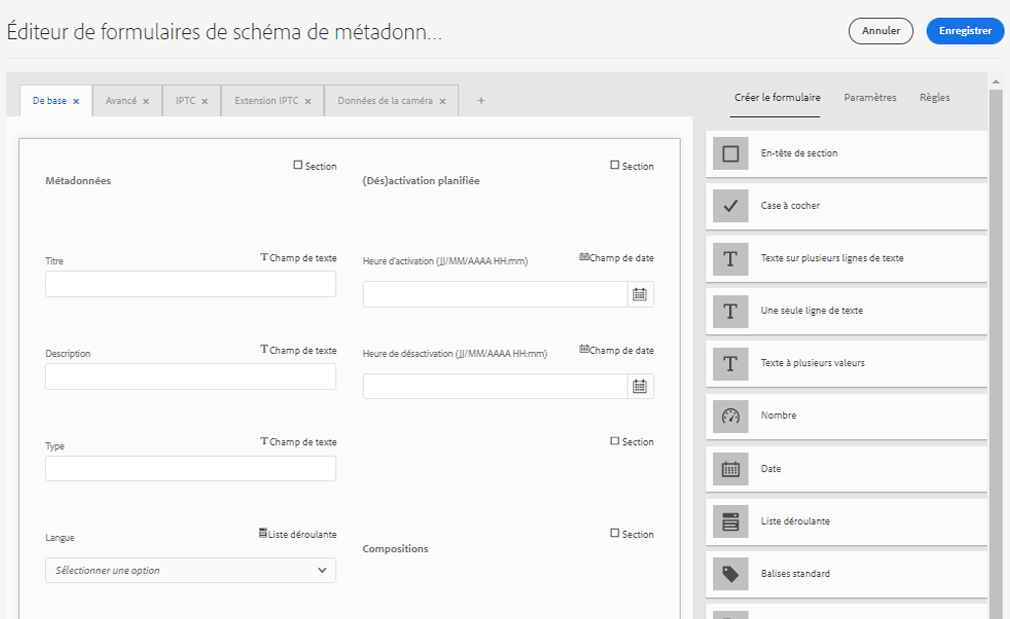 Éditeur de formulaires de schéma de métadonn...
Annuler
Enregistrer
De base ×
Avancé ×
IPTC ×
Extension IPTC ×
Données de la caméra ×
+
Créer le formulaire
Paramètres
Règles
Section
Métadonnées
Section
(Dés)activation planifiée
Titre
T Champ de texte
Heure d'activation (JJ/MM/AAAA HH:mm)
Champ de date
Description
T Champ de texte
Heure de désactivation (JJ/MM/AAAA HH:mm)
Champ de date
Type
T Champ de texte
Section
Langue
Liste déroulante
Sélectionner une option
Section
Compositions
En-tête de section
Case à cocher
T Texte sur plusieurs lignes de texte
T Une seule ligne de texte
T Texte à plusieurs valeurs
Nombre
Date
Liste déroulante
Balises standard